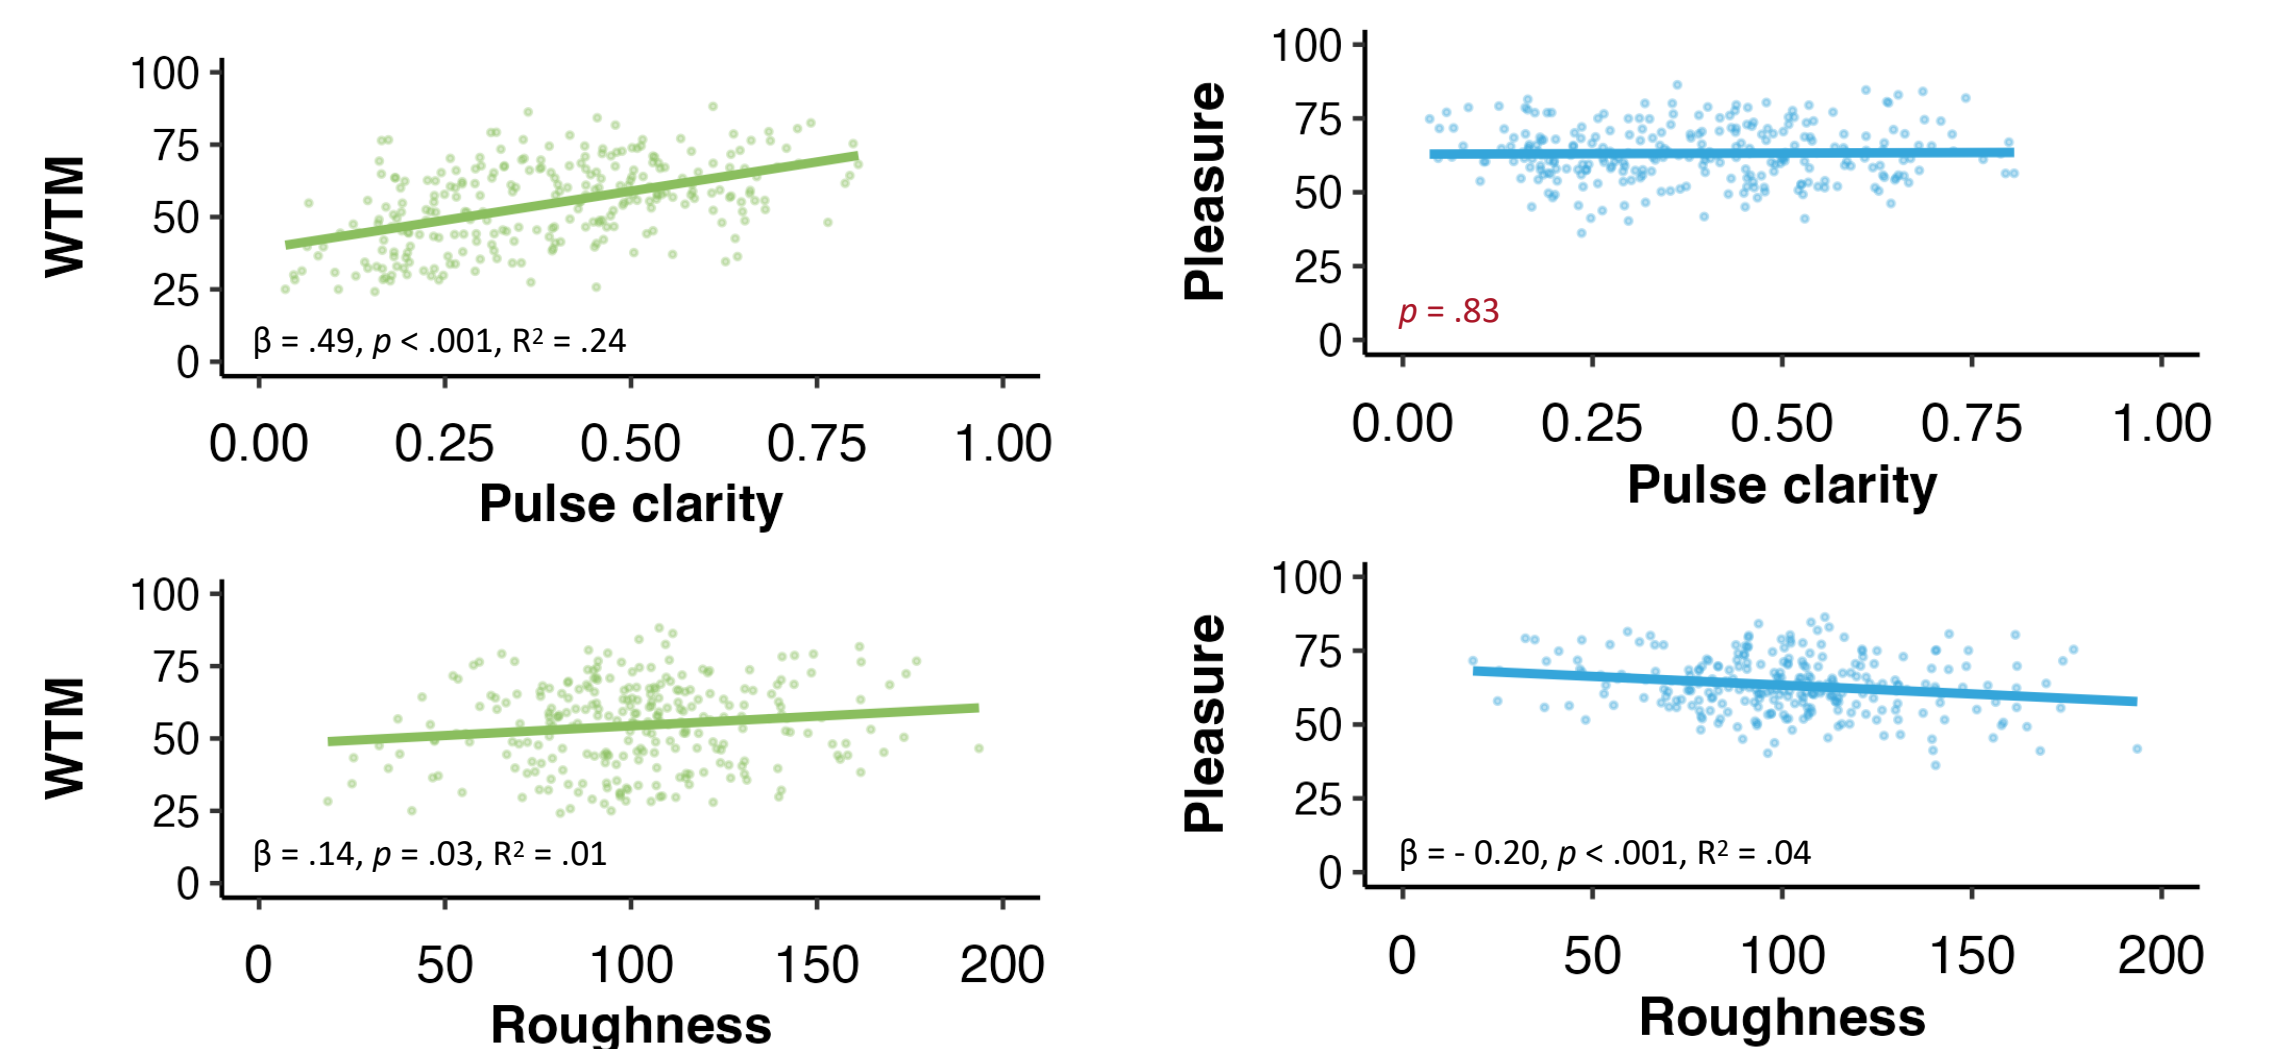 100
75
50
25
0
WTM
β = .49, p < .001, R² = .24
0.00 0.25 0.50 0.75 1.00
Pulse clarity
100
75
50
25
0
Pleasure
p = .83
0.00 0.25 0.50 0.75 1.00
Pulse clarity
100
75
50
25
0
WTM
β = .14, p = .03, R² = .01
0 50 100 150 200
Roughness
100
75
50
25
0
Pleasure
β = - 0.20, p < .001, R² = .04
0 50 100 150 200
Roughness